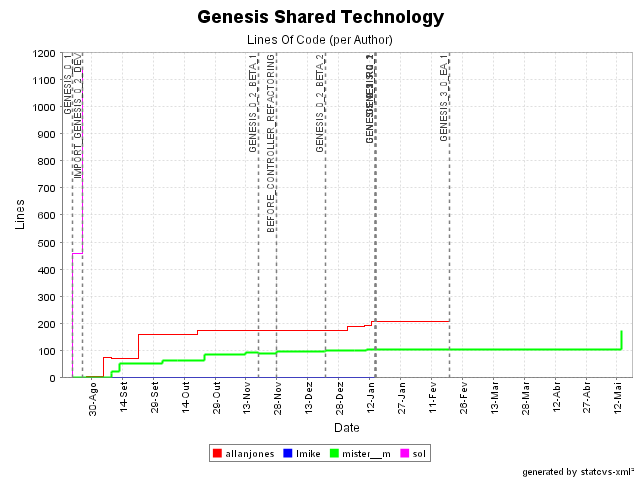 Genesis Shared Technology
Lines Of Code (per Author)
1200
1100
1000
900
800
700
600
500
400
300
200
100
0
Lines
GENESIS_0_1
IMPORT_GENESIS_0_2_DEV
GENESIS_0_2_BETA_1
BEFORE_CONTROLLER_REFACTORING
GENESIS_0_2_BETA_2
GENESIS_3_0_EA_1
30-Ago
14-Set
29-Set
14-Out
29-Out
13-Nov
28-Nov
13-Dez
28-Dez
12-Jan
27-Jan
11-Fev
26-Fev
13-Mar
28-Mar
12-Abr
27-Abr
12-Mai
Date
allanjones lmike mister__m sol
generated by statcvs-xml²